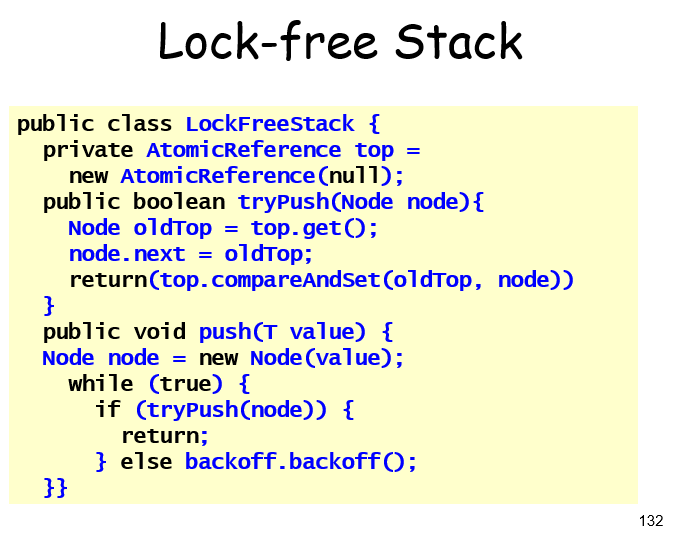 Lock-free Stack
public class LockFreeStack {
  private AtomicReference top =
    new AtomicReference(null);
  public boolean tryPush(Node node){
    Node oldTop = top.get();
    node.next = oldTop;
    return(top.compareAndSet(oldTop, node))
  }
  public void push(T value) {
  Node node = new Node(value);
    while (true) {
      if (tryPush(node)) {
        return;
      } else backoff.backoff();
  }}
132